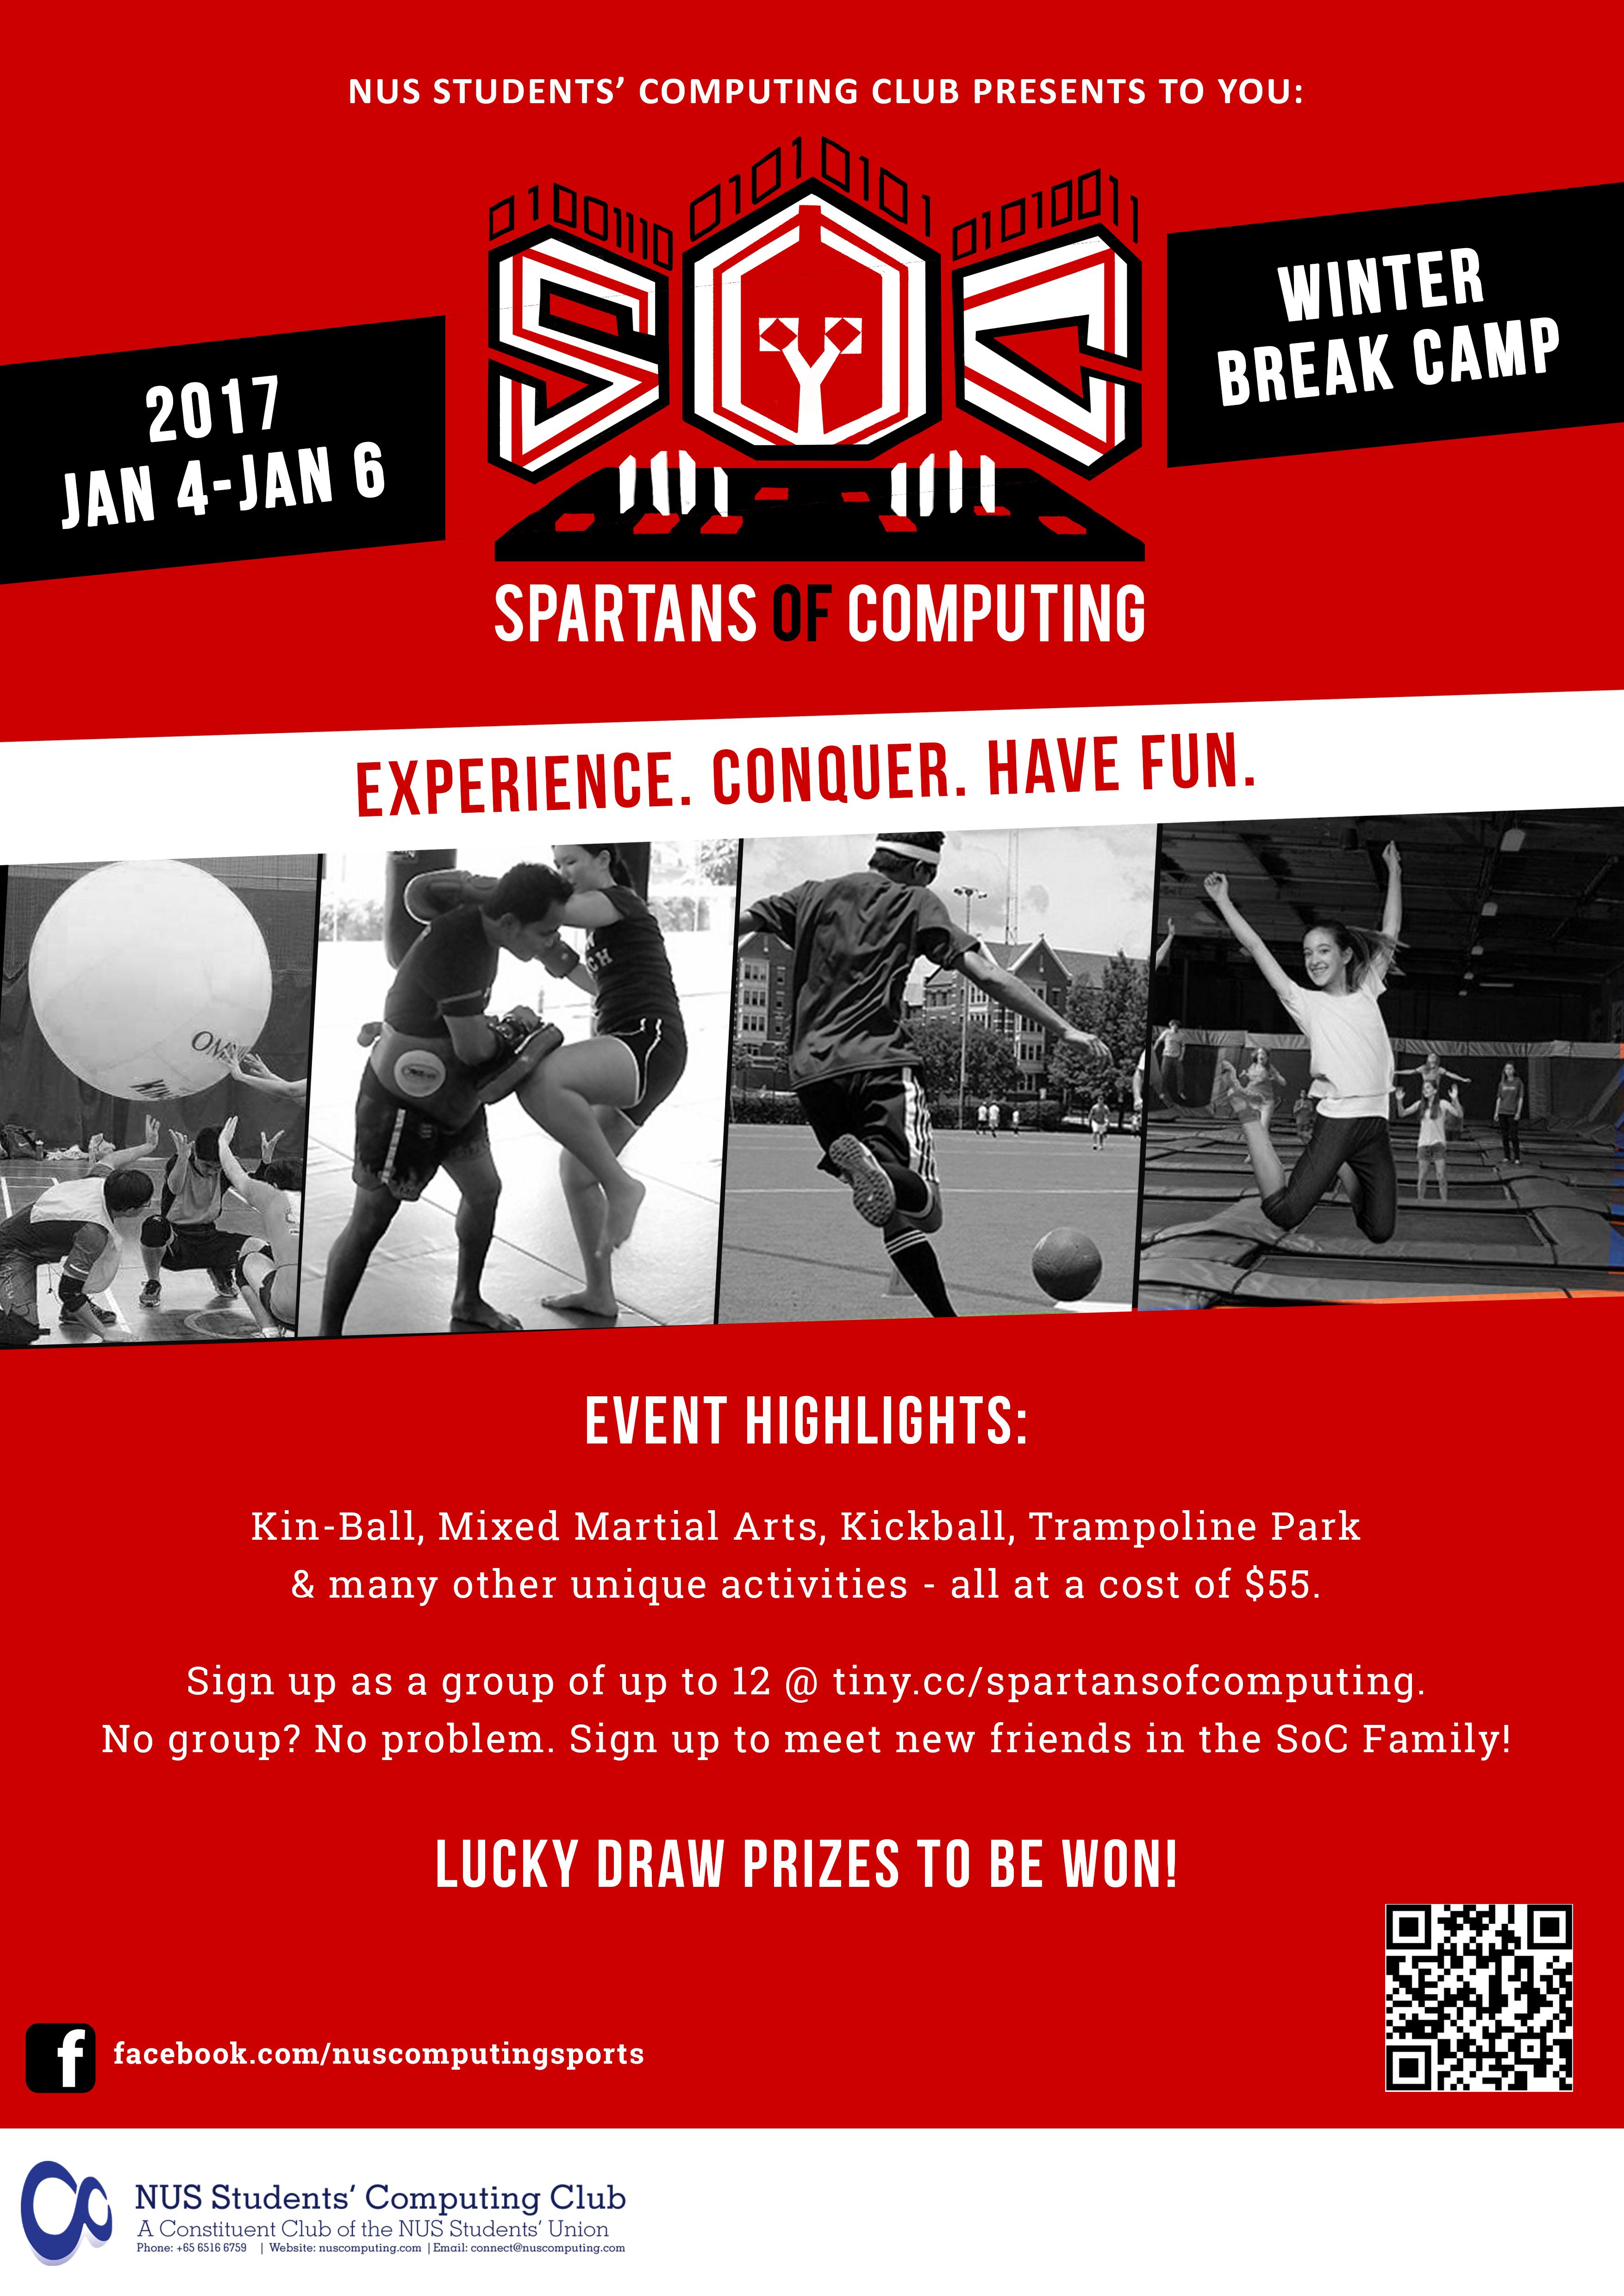 NUS STUDENTS’ COMPUTING CLUB PRESENTS TO YOU:
01001110 01010101 01010011
SOC
2017
JAN 4-JAN 6
WINTER
BREAK CAMP
SPARTANS OF COMPUTING
EXPERIENCE. CONQUER. HAVE FUN.
EVENT HIGHLIGHTS:
Kin-Ball, Mixed Martial Arts, Kickball, Trampoline Park
& many other unique activities - all at a cost of $55.
Sign up as a group of up to 12 @ tiny.cc/spartansofcomputing.
No group? No problem. Sign up to meet new friends in the SoC Family!
LUCKY DRAW PRIZES TO BE WON!
f facebook.com/nuscomputingsports
NUS Students’ Computing Club
A Constituent Club of the NUS Students’ Union
Phone: +65 6516 6759 | Website: nuscomputing.com | Email: connect@nuscomputing.com